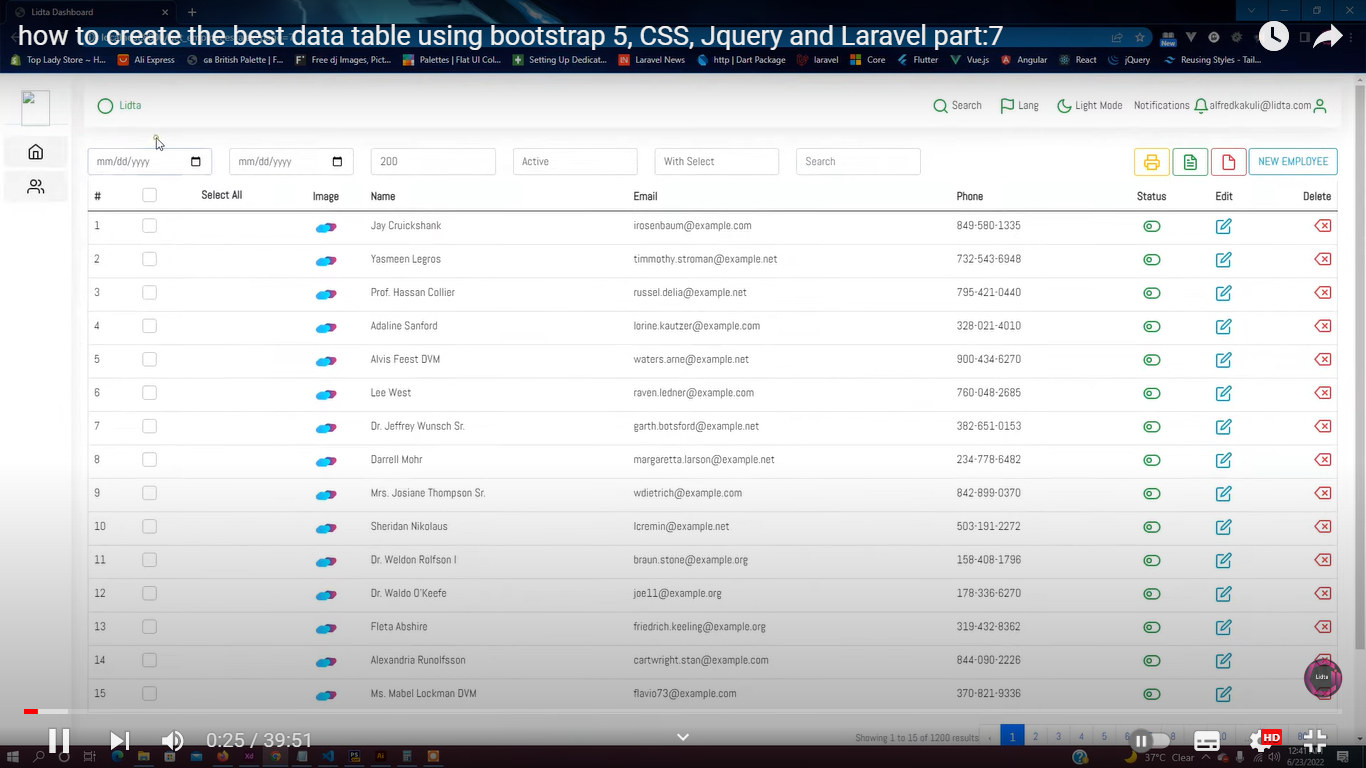 Lidta Dashboard
how to create the best data table using bootstrap 5, CSS, Jquery and Laravel part:7
Top Lady Store ~ H... Ali Express GB British Palette | F... Free dj Images, Pict... Palettes | Flat UI Col... Setting Up Dedicat... Laravel News http | Dart Package laravel Core Flutter Vue.js Angular React jQuery Reusing Styles - Tail...
Lidta Search Lang Light Mode Notifications alfredkakuli@lidta.com
mm/dd/yyyy mm/dd/yyyy 200 Active With Select Search NEW EMPLOYEE
# Select All Image Name Email Phone Status Edit Delete
1 Jay Cruickshank irosenbaum@example.com 849-580-1335
2 Yasmeen Legros timmothy.stroman@example.net 732-543-6948
3 Prof. Hassan Collier russel.delia@example.net 795-421-0440
4 Adaline Sanford lorine.kautzer@example.com 328-021-4010
5 Alvis Feest DVM waters.arne@example.net 900-434-6270
6 Lee West raven.ledner@example.com 760-048-2685
7 Dr. Jeffrey Wunsch Sr. garth.botsford@example.net 382-651-0153
8 Darrell Mohr margaretta.larson@example.net 234-778-6482
9 Mrs. Josiane Thompson Sr. wdietrich@example.com 842-899-0370
10 Sheridan Nikolaus lcremin@example.net 503-191-2272
11 Dr. Weldon Rolfson I braun.stone@example.org 158-408-1796
12 Dr. Waldo O'Keefe joe11@example.org 178-336-6270
13 Fleta Abshire friedrich.keeling@example.org 319-432-8362
14 Alexandria Runolfsson cartwright.stan@example.com 844-090-2226
Lidta
15 Ms. Mabel Lockman DVM flavio73@example.com 370-821-9336
0:25 / 39:51 Showing 1 to 15 of 1200 results 1 2 3 4 5 HD
37°C Clear
6/23/2022